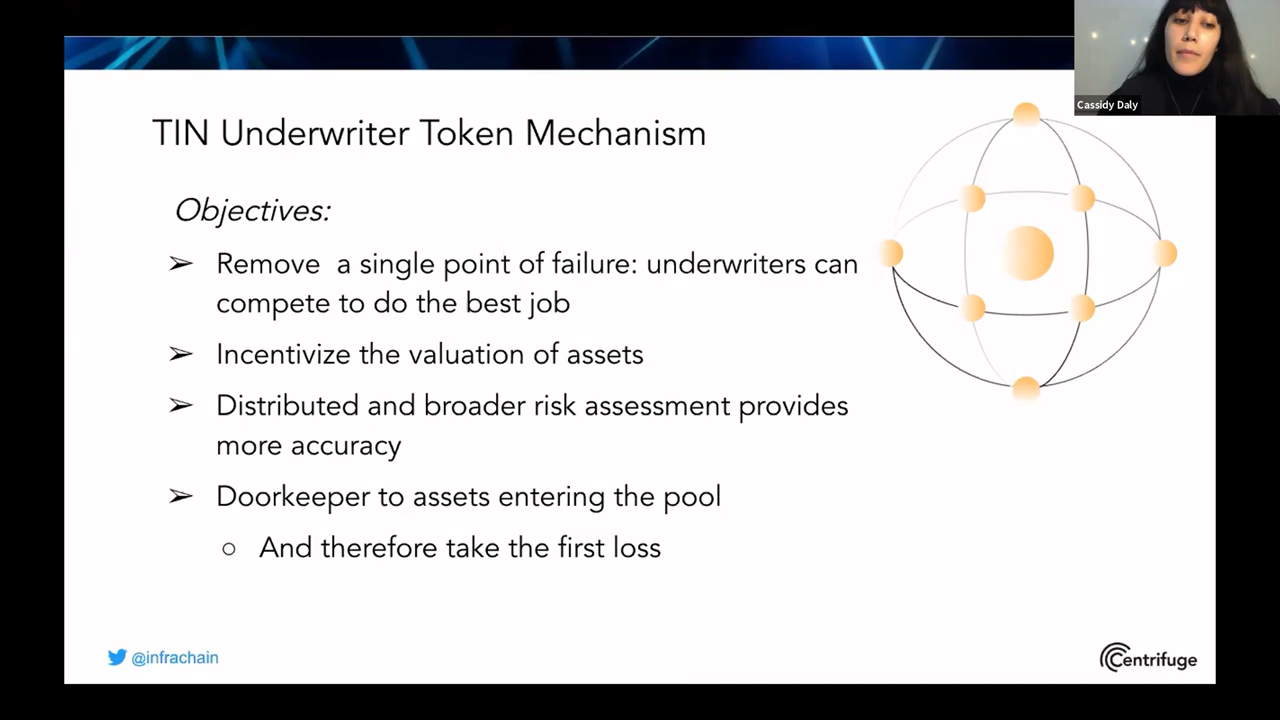 Cassidy Daly
TIN Underwriter Token Mechanism
Objectives:
➢ Remove  a single point of failure: underwriters can
compete to do the best job
➢ Incentivize the valuation of assets
➢ Distributed and broader risk assessment provides
more accuracy
➢ Doorkeeper to assets entering the pool
○ And therefore take the first loss
@infrachain
Centrifuge